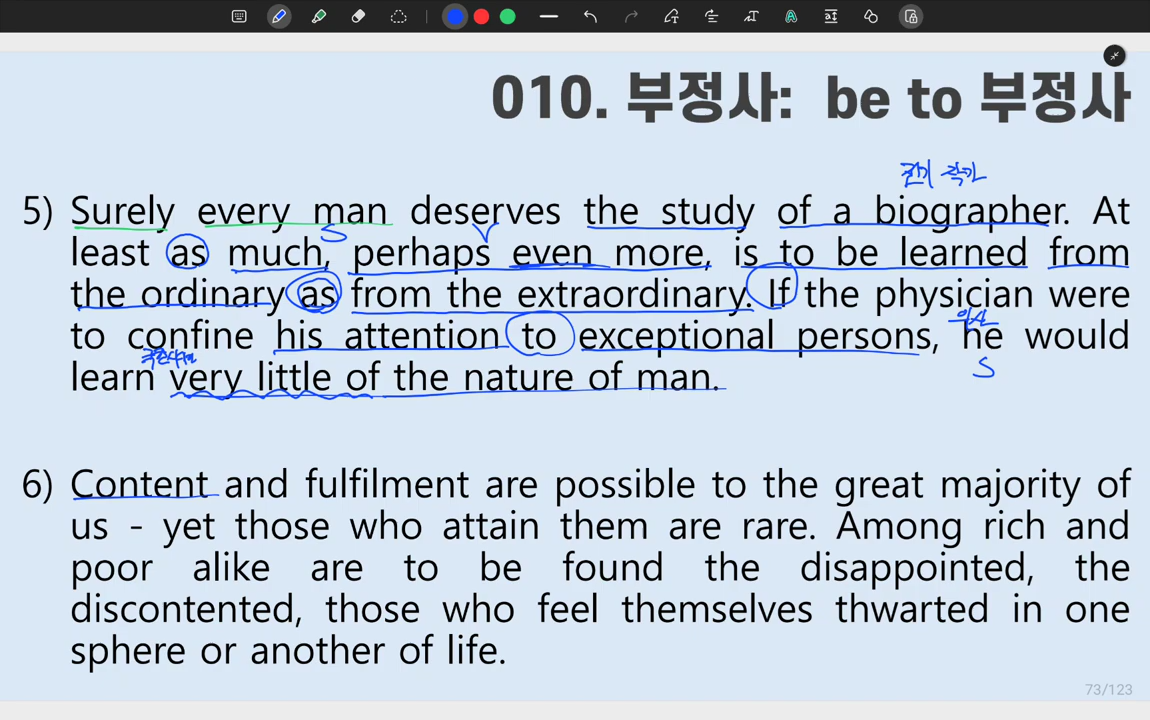 010. 부정사: be to 부정사
전기 작가
5) Surely every man deserves the study of a biographer. At
least as much, perhaps even more, is to be learned from
the ordinary as from the extraordinary. If the physician were
to confine his attention to exceptional persons, he would
learn very little of the nature of man.
6) Content and fulfilment are possible to the great majority of
us - yet those who attain them are rare. Among rich and
poor alike are to be found the disappointed, the
discontented, those who feel themselves thwarted in one
sphere or another of life.
73/123